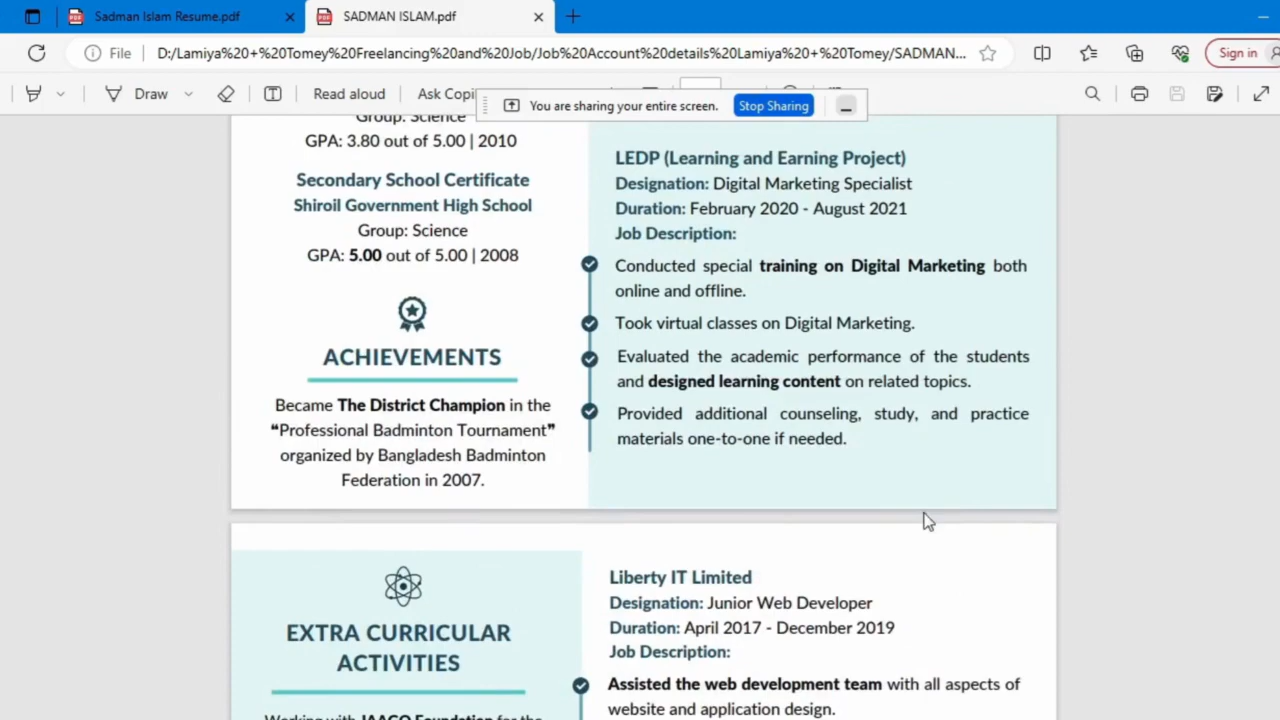 Sadman Islam Resume.pdf
SADMAN ISLAM.pdf
File
D:/Lamiya%20+%20Tomey%20Freelancing%20and%20Job/Job%20Account%20details%20Lamiya%20+%20Tomey/SADMAN...
Sign in
Draw
Read aloud
You are sharing your entire screen.
Stop Sharing
Group: Science
GPA: 3.80 out of 5.00 | 2010
Secondary School Certificate
Shiroil Government High School
Group: Science
GPA: 5.00 out of 5.00 | 2008
ACHIEVEMENTS
Became The District Champion in the
❝Professional Badminton Tournament❞
organized by Bangladesh Badminton
Federation in 2007.
LEDP (Learning and Earning Project)
Designation: Digital Marketing Specialist
Duration: February 2020 - August 2021
Job Description:
Conducted special training on Digital Marketing both
online and offline.
Took virtual classes on Digital Marketing.
Evaluated the academic performance of the students
and designed learning content on related topics.
Provided additional counseling, study, and practice
materials one-to-one if needed.
EXTRA CURRICULAR
ACTIVITIES
Working with JAAGO Foundation for the
Liberty IT Limited
Designation: Junior Web Developer
Duration: April 2017 - December 2019
Job Description:
Assisted the web development team with all aspects of
website and application design.